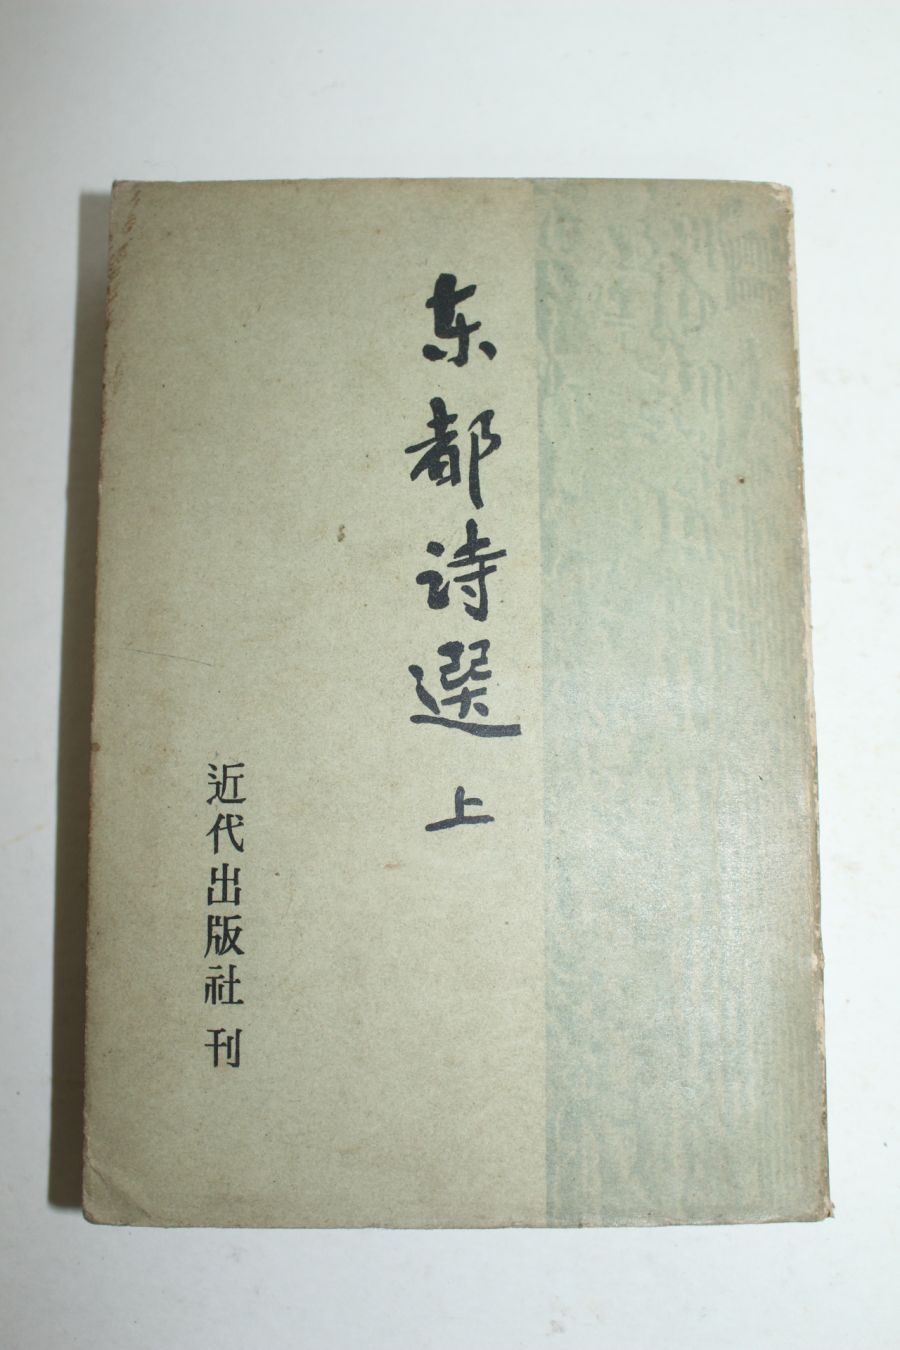 东都诗選 上
近代出版社 刊